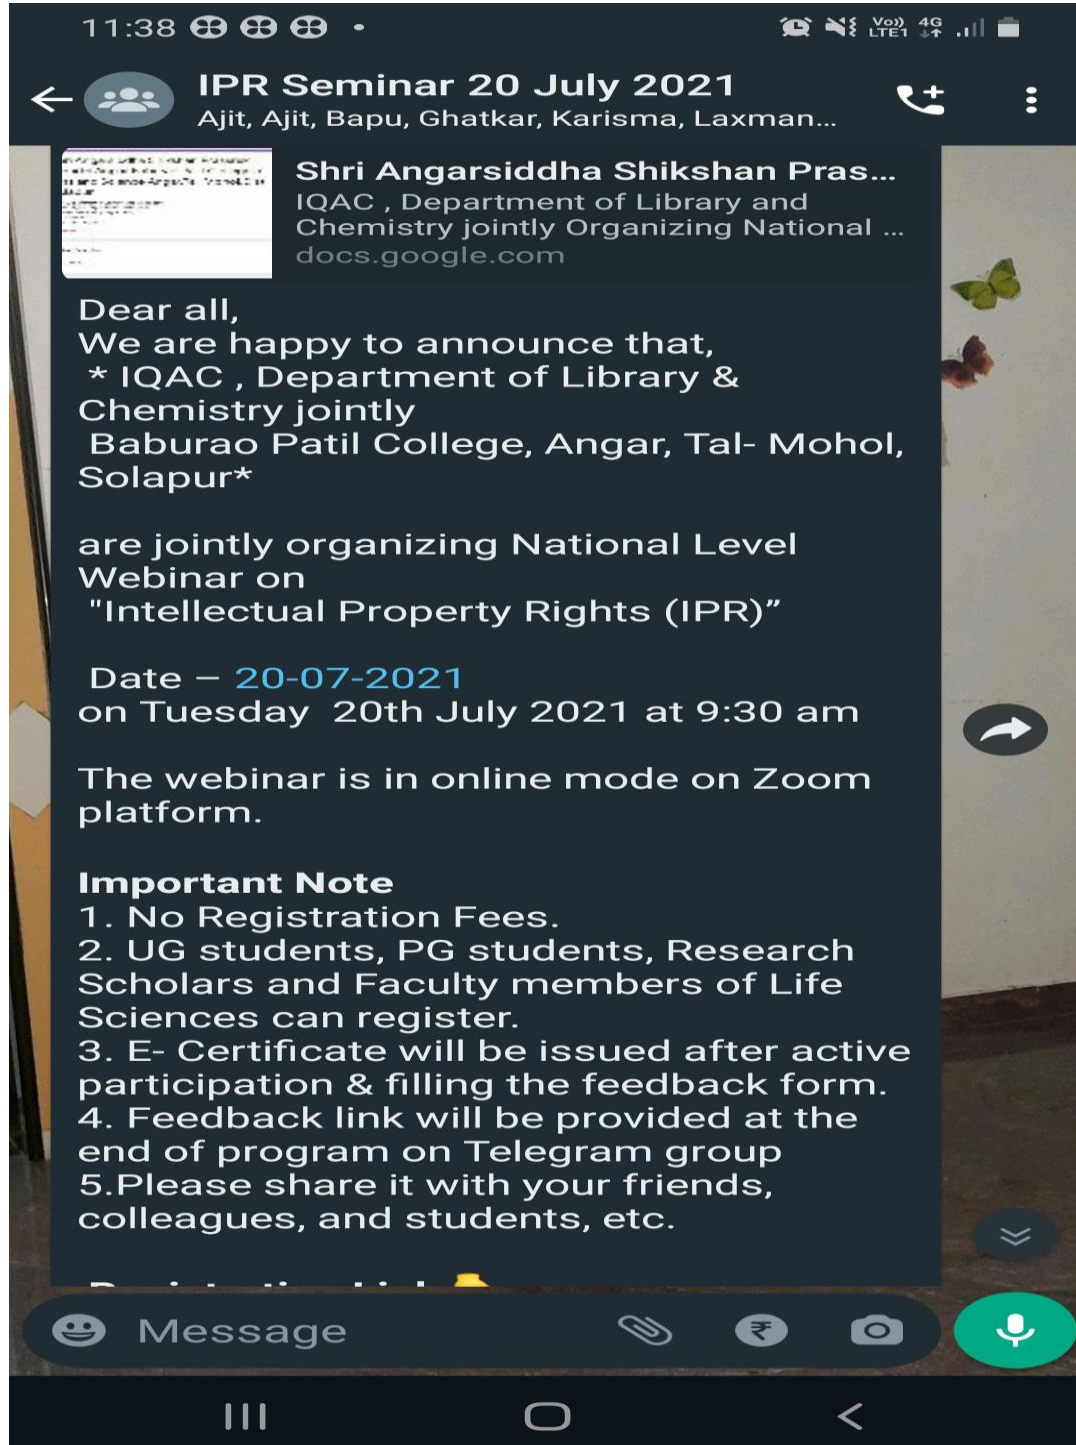 11:38
Vo))
LTE1
4G
IPR Seminar 20 July 2021
Ajit, Ajit, Bapu, Ghatkar, Karisma, Laxman...
Shri Angarsiddha Shikshan Pras...
IQAC , Department of Library and
Chemistry jointly Organizing National ...
docs.google.com
Dear all,
We are happy to announce that,
* IQAC , Department of Library &
Chemistry jointly
Baburao Patil College, Angar, Tal- Mohol,
Solapur*
are jointly organizing National Level
Webinar on
"Intellectual Property Rights (IPR)”
Date – 20-07-2021
on Tuesday  20th July 2021 at 9:30 am
The webinar is in online mode on Zoom
platform.
Important Note
1. No Registration Fees.
2. UG students, PG students, Research
Scholars and Faculty members of Life
Sciences can register.
3. E- Certificate will be issued after active
participation & filling the feedback form.
4. Feedback link will be provided at the
end of program on Telegram group
5.Please share it with your friends,
colleagues, and students, etc.
Message